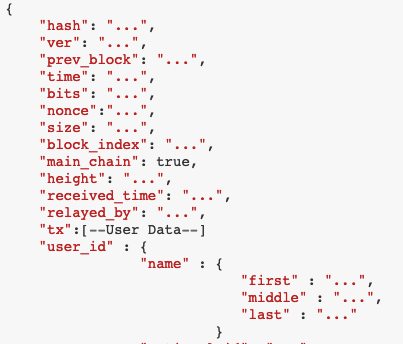 {
"hash": "...",
"ver": "...",
"prev_block": "...",
"time": "...",
"bits": "...",
"nonce":"...",
"size": "...",
"block_index": "...",
"main_chain": true,
"height": "...",
"received_time": "...",
"relayed_by": "...",
"tx":[--User Data--]
"user_id" : {
"name" : {
"first" : "...",
"middle" : "...",
"last" : "..."
}